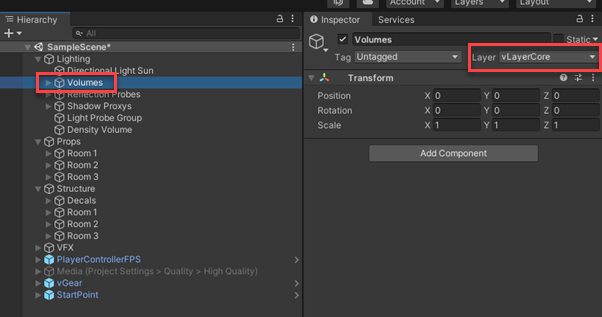 Account
Layers
Layout
Hierarchy
All
SampleScene*
Lighting
Directional Light Sun
Volumes
Reflection Probes
Shadow Proxys
Light Probe Group
Density Volume
Props
Room 1
Room 2
Room 3
Structure
Decals
Room 1
Room 2
Room 3
VFX
PlayerControllerFPS
Media (Project Settings > Quality > High Quality)
vGear
StartPoint
Inspector Services
Volumes Static
Tag Untagged Layer vLayerCore
Transform
Position X 0 Y 0 Z 0
Rotation X 0 Y 0 Z 0
Scale X 1 Y 1 Z 1
Add Component